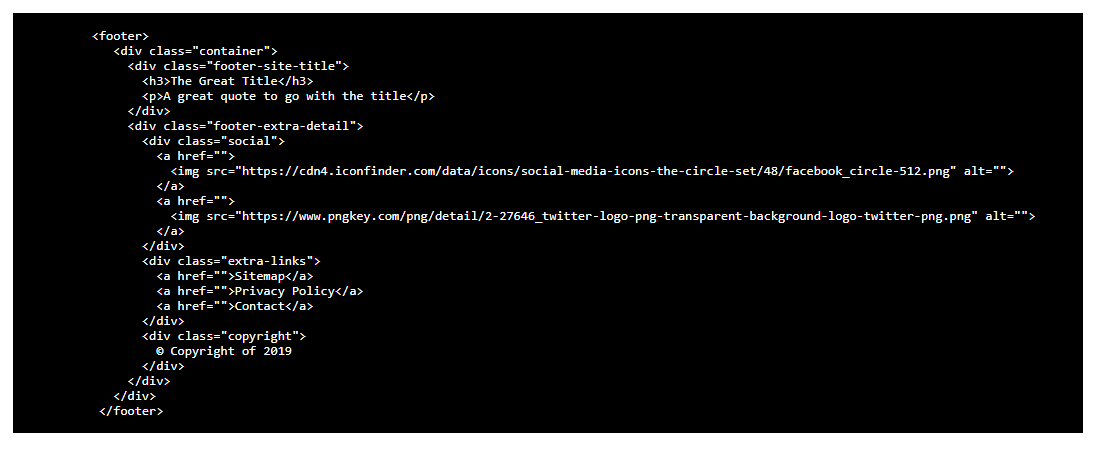 <footer>
<div class="container">
<div class="footer-site-title">
<h3>The Great Title</h3>
<p>A great quote to go with the title</p>
</div>
<div class="footer-extra-detail">
<div class="social">
<a href="">
<img src="https://cdn4.iconfinder.com/data/icons/social-media-icons-the-circle-set/48/facebook_circle-512.png" alt="">
</a>
<a href="">
<img src="https://www.pngkey.com/png/detail/2-27646_twitter-logo-png-transparent-background-logo-twitter-png.png" alt="">
</a>
</div>
<div class="extra-links">
<a href="">Sitemap</a>
<a href="">Privacy Policy</a>
<a href="">Contact</a>
</div>
<div class="copyright">
© Copyright of 2019
</div>
</div>
</div>
</footer>